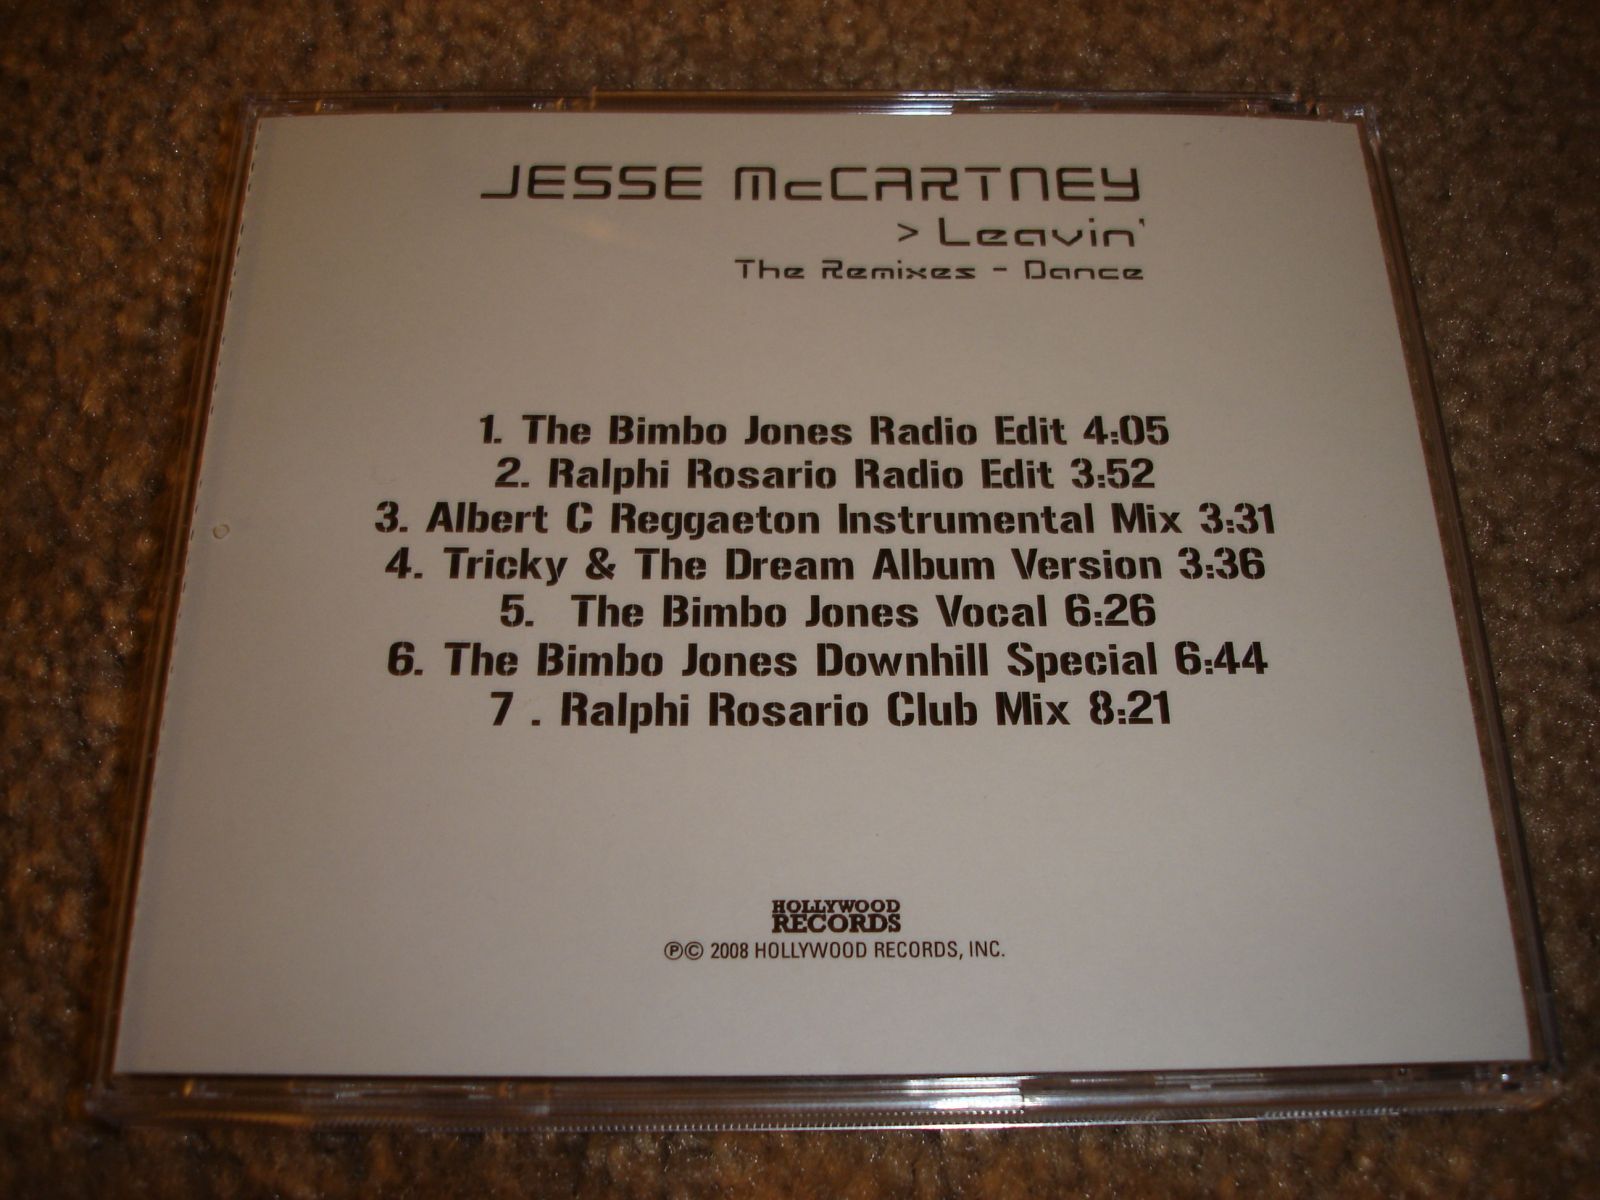 JESSE McCARTNEY
> Leavin'
The Remixes - Dance
1. The Bimbo Jones Radio Edit 4:05
2. Ralphi Rosario Radio Edit 3:52
3. Albert C Reggaeton Instrumental Mix 3:31
4. Tricky & The Dream Album Version 3:36
5. The Bimbo Jones Vocal 6:26
6. The Bimbo Jones Downhill Special 6:44
7 . Ralphi Rosario Club Mix 8:21
HOLLYWOOD
RECORDS
℗© 2008 HOLLYWOOD RECORDS, INC.